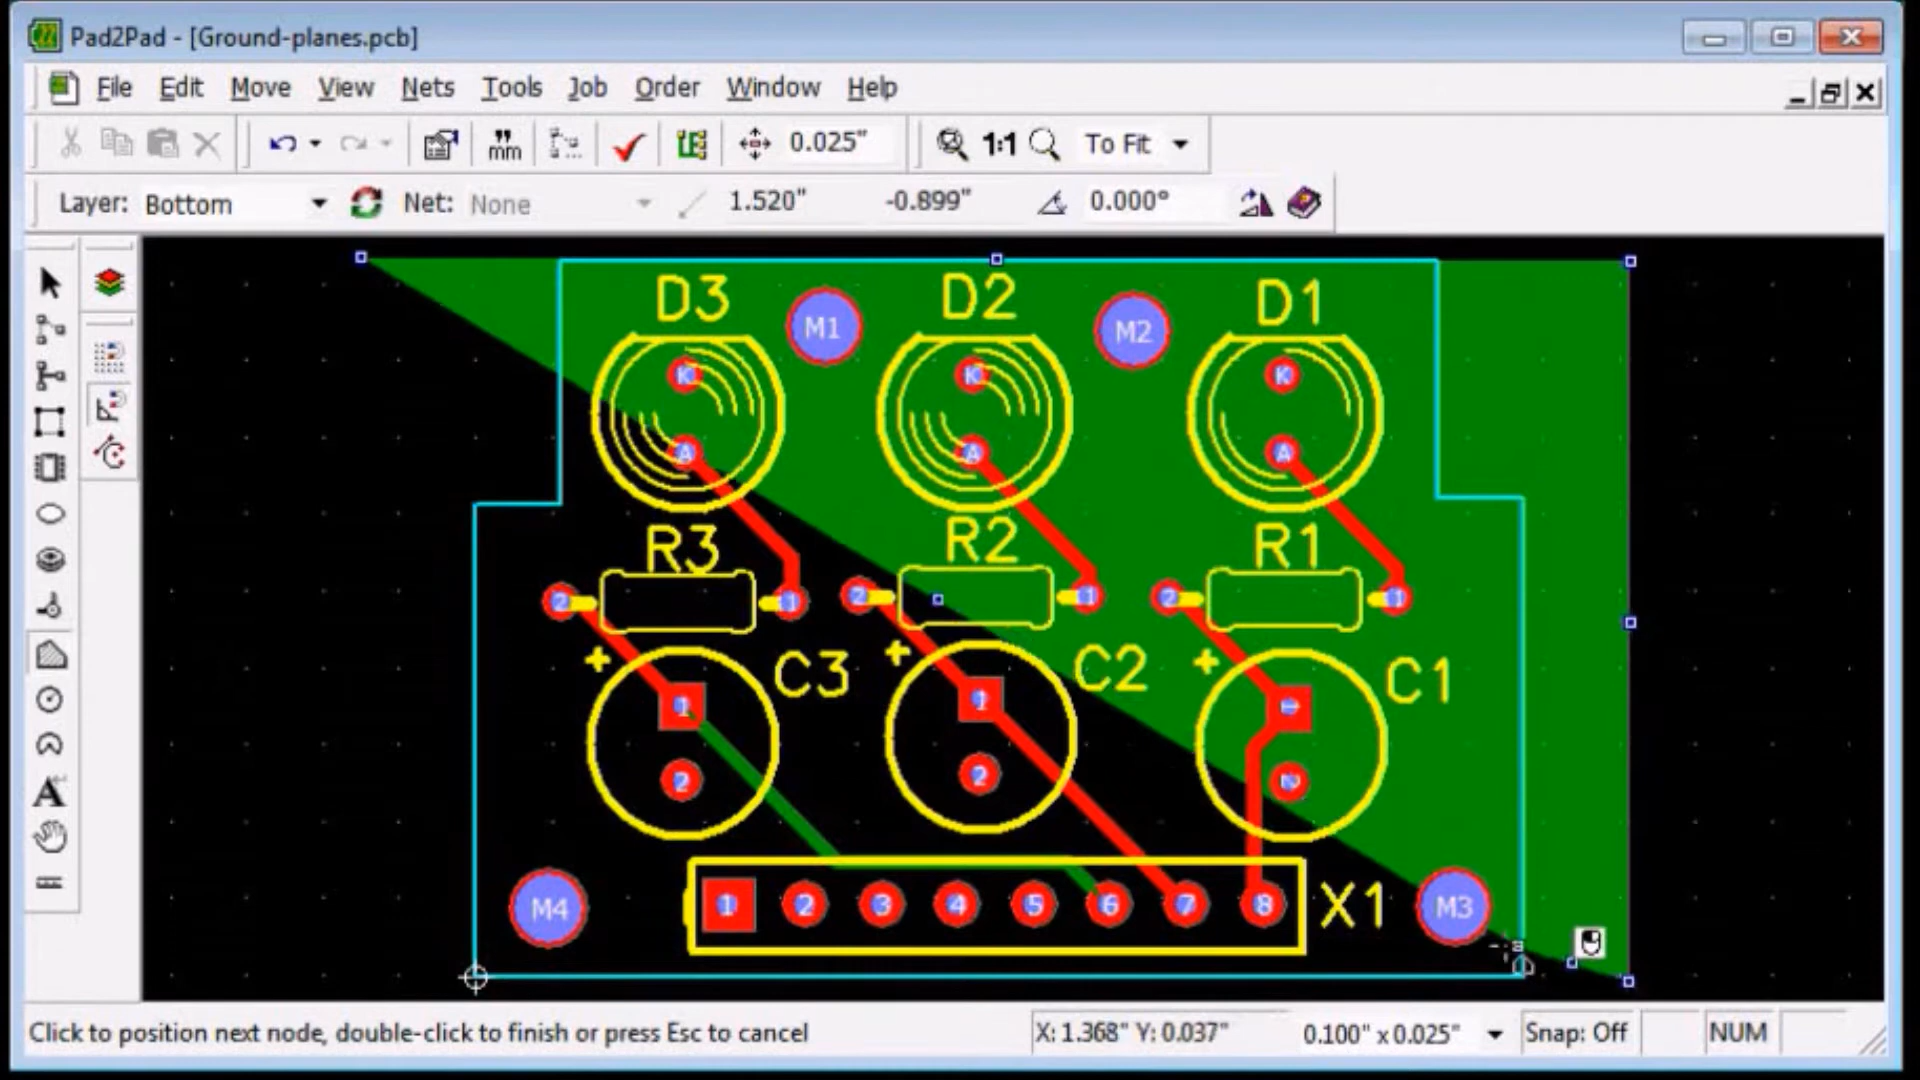 Pad2Pad - [Ground-planes.pcb]
File Edit Move View Nets Tools Job Order Window Help
" mm 0.025" 1:1 To Fit
Layer: Bottom Net: None 1.520" -0.899" 0.000°
D3 M1 D2 M2 D1
K K K
A A A
R3 R2 R1
2 1 2 1 2 1
+ C3 + C2 + C1
1 1 1
2 2 2
M4 1 2 3 4 5 6 7 8 X1 M3
A
Click to position next node, double-click to finish or press Esc to cancel X: 1.368" Y: 0.037" 0.100" x 0.025" Snap: Off NUM